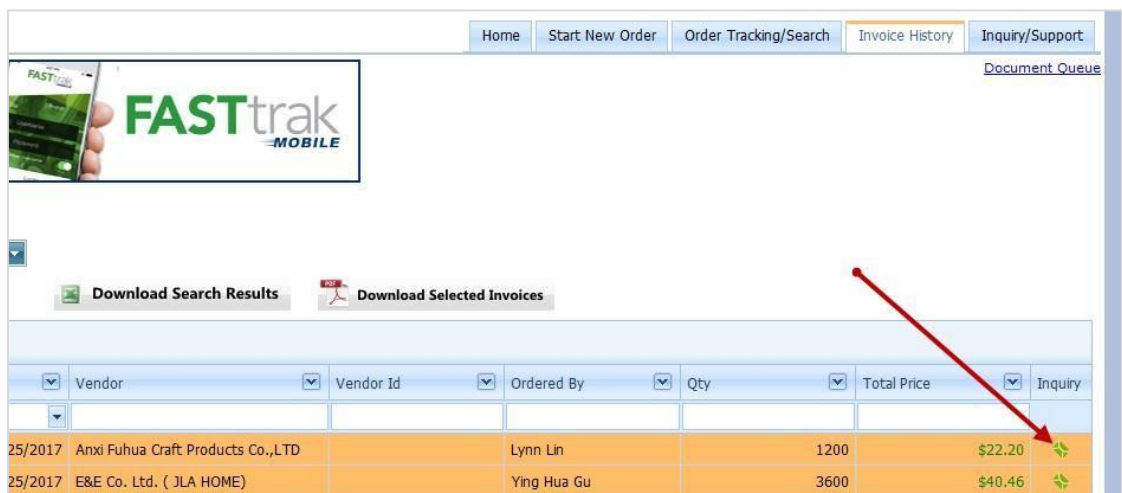 Home Start New Order Order Tracking/Search Invoice History Inquiry/Support
Document Queue
FASTtrak
FASTtrak
MOBILE
Download Search Results PDF Download Selected Invoices
Vendor Vendor Id Ordered By Qty Total Price Inquiry
25/2017 Anxi Fuhua Craft Products Co.,LTD Lynn Lin 1200 $22.20
25/2017 E&E Co. Ltd. ( JLA HOME) Ying Hua Gu 3600 $40.46